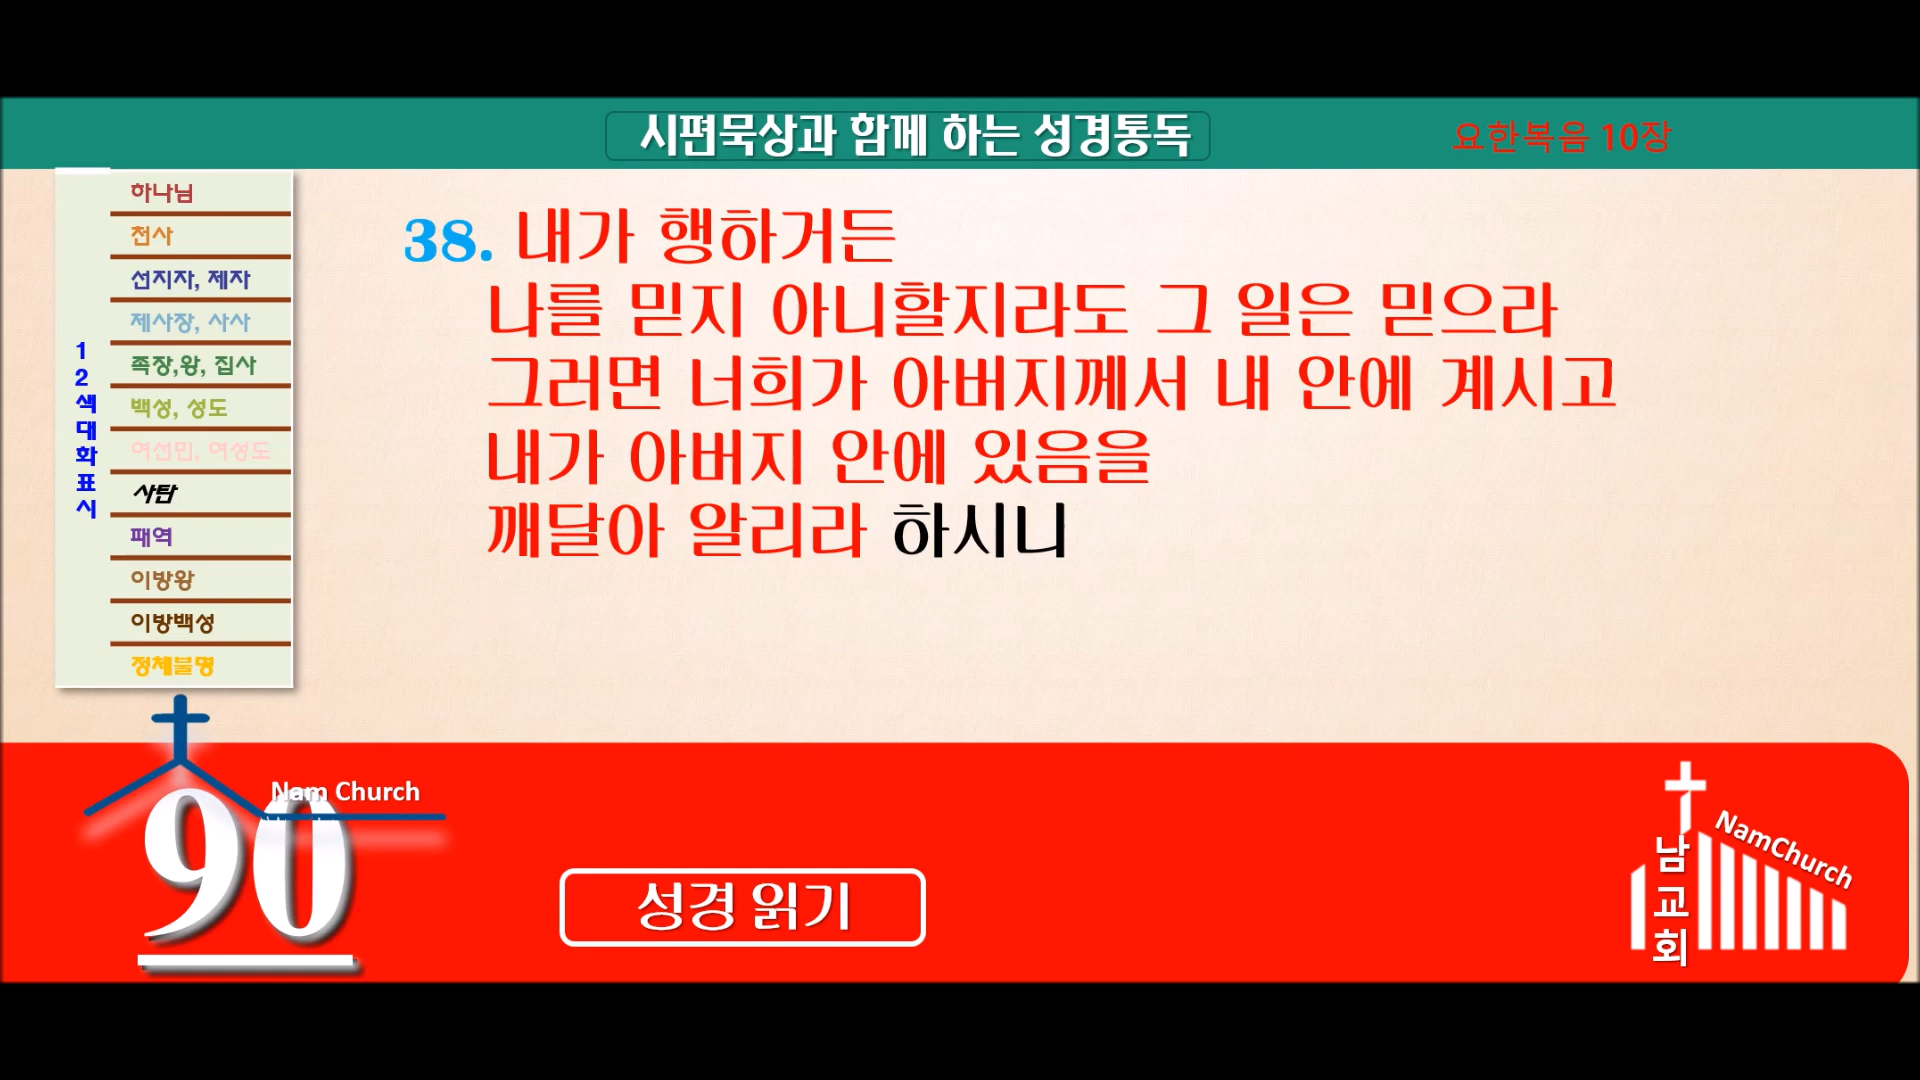 시편묵상과 함께 하는 성경통독
요한복음 10장
12색대화표시
하나님
천사
선지자, 제자
제사장, 사사
족장,왕, 집사
백성, 성도
여선민, 여성도
사탄
패역
이방왕
이방백성
정체불명
38. 내가 행하거든
나를 믿지 아니할지라도 그 일은 믿으라
그러면 너희가 아버지께서 내 안에 계시고
내가 아버지 안에 있음을
깨달아 알리라 하시니
Nam Church
90
성경 읽기
남교회
NamChurch